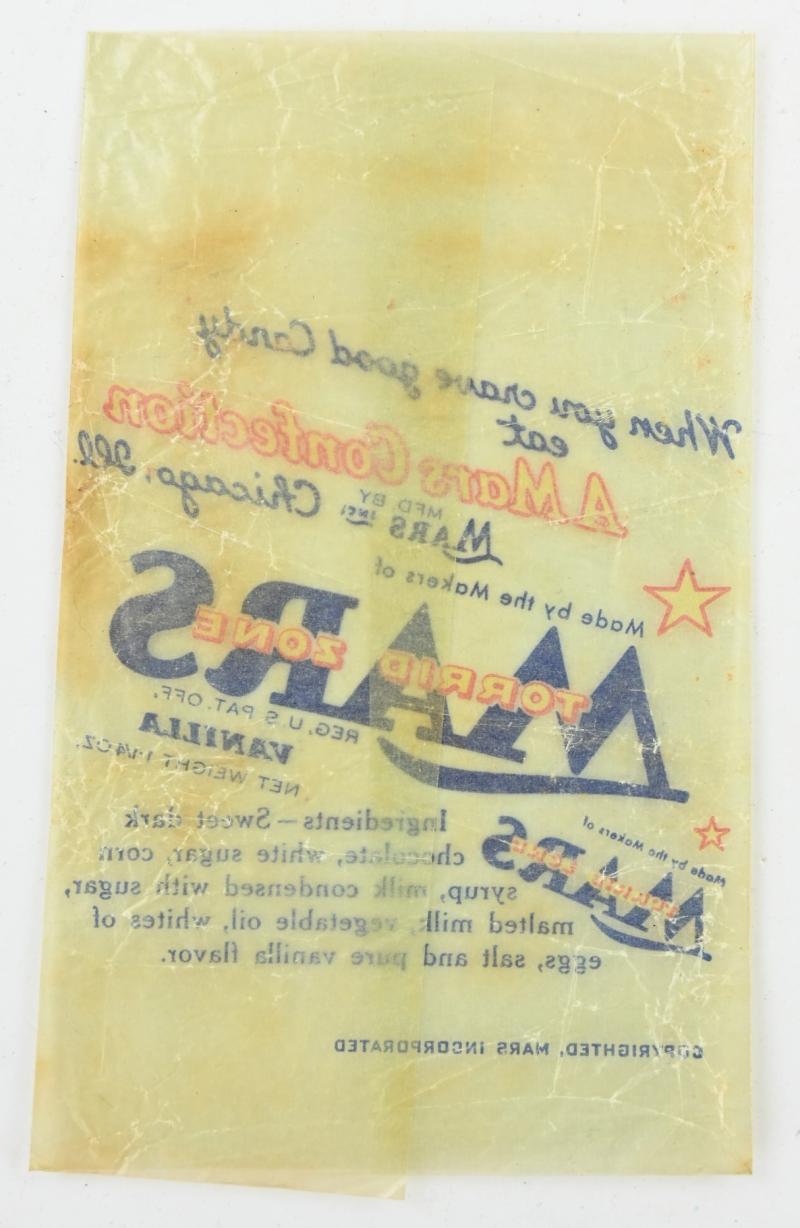 When you crave good Candy
eat
A Mars Confection
MFD. BY
MARS INC. Chicago, Ill.
Made by the Makers of
MARS
TORRID ZONE
REG. U.S. PAT. OFF.
VANILLA
NET WEIGHT 1¼ OZ.
Made by the Makers of
MARS
Ingredients—Sweet dark
chocolate, white sugar, corn
syrup, milk condensed with sugar,
malted milk, vegetable oil, whites of
eggs, salt and pure vanilla flavor.
COPYRIGHTED, MARS INCORPORATED